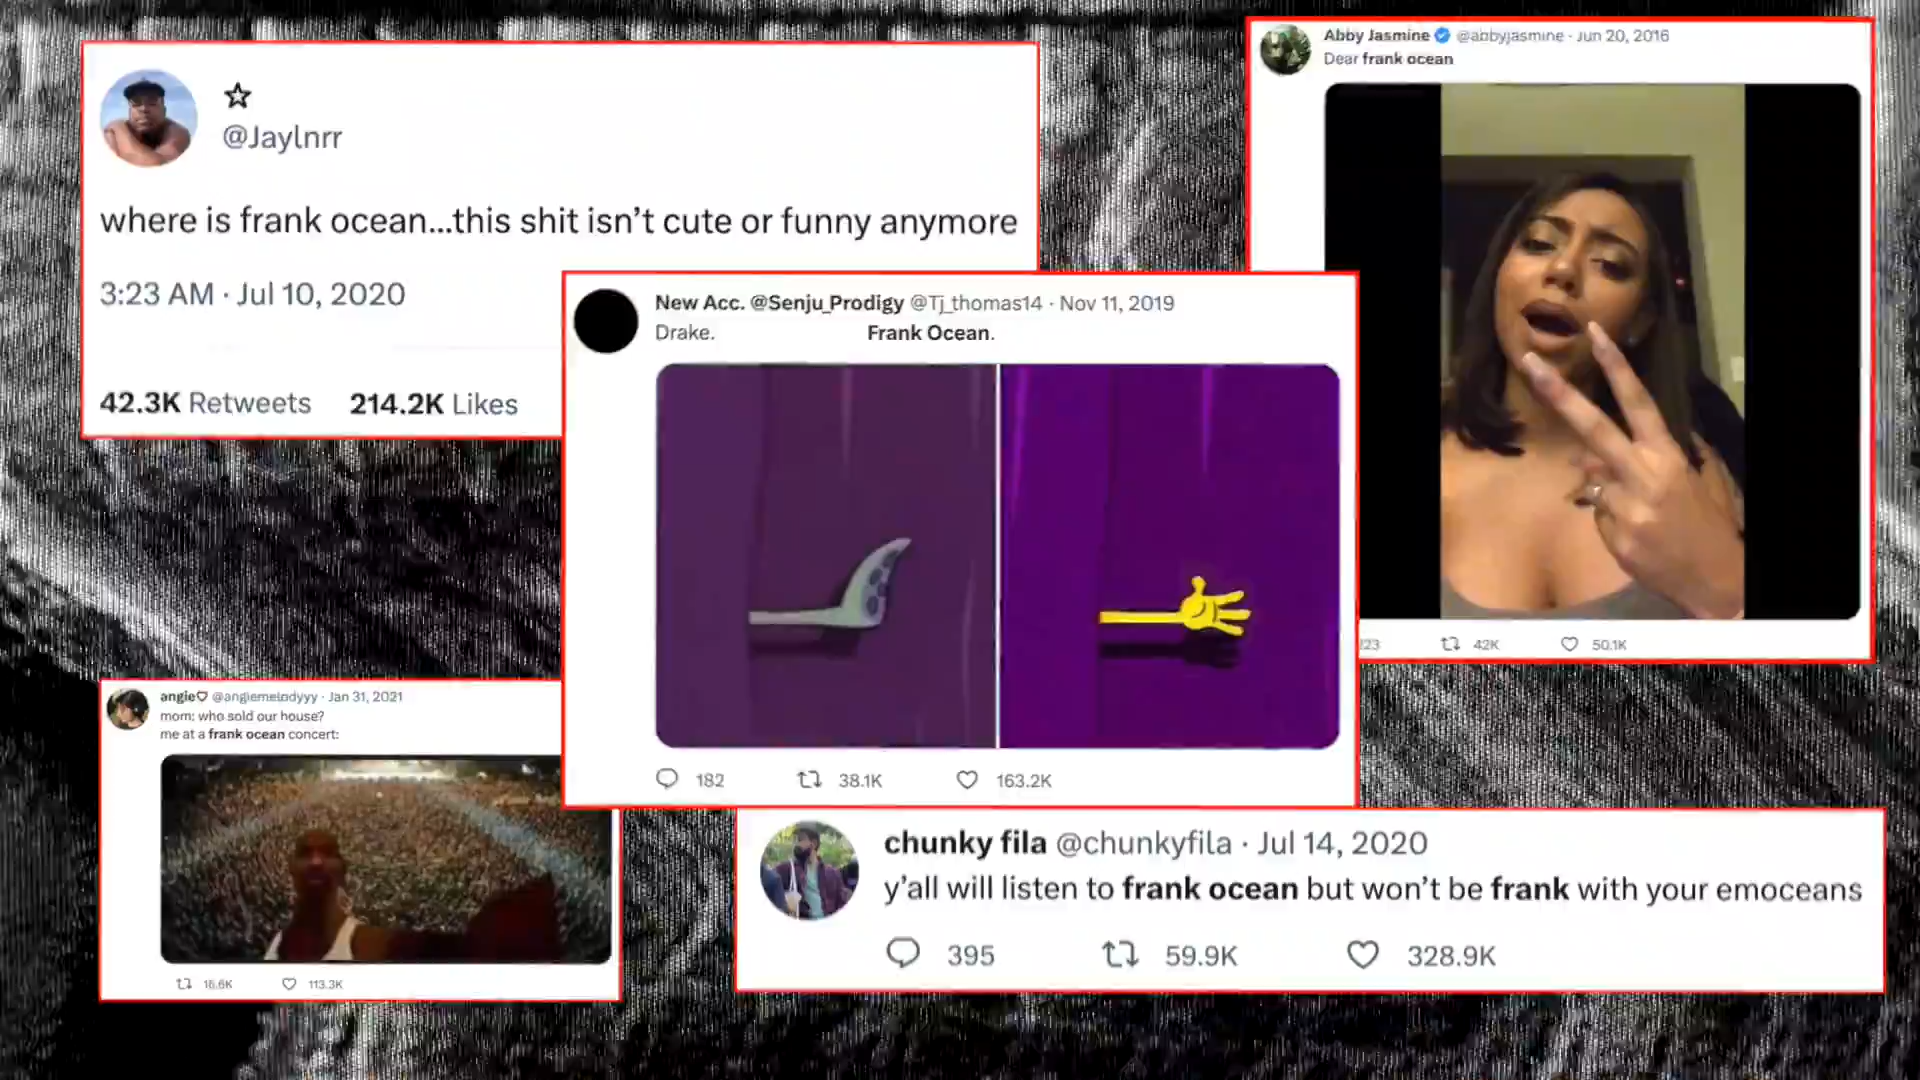 ☆
@Jaylnrr
where is frank ocean...this shit isn't cute or funny anymore
3:23 AM · Jul 10, 2020
42.3K Retweets 214.2K Likes
Abby Jasmine @abbyjasmine · Jun 20, 2016
Dear frank ocean
42K 50.1K
New Acc. @Senju_Prodigy @Tj_thomas14 · Nov 11, 2019
Drake. Frank Ocean.
182 38.1K 163.2K
angie♡ @angiemelodyyy · Jan 31, 2021
mom: who sold our house?
me at a frank ocean concert:
16.6K 113.3K
chunky fila @chunkyfila · Jul 14, 2020
y'all will listen to frank ocean but won't be frank with your emoceans
395 59.9K 328.9K